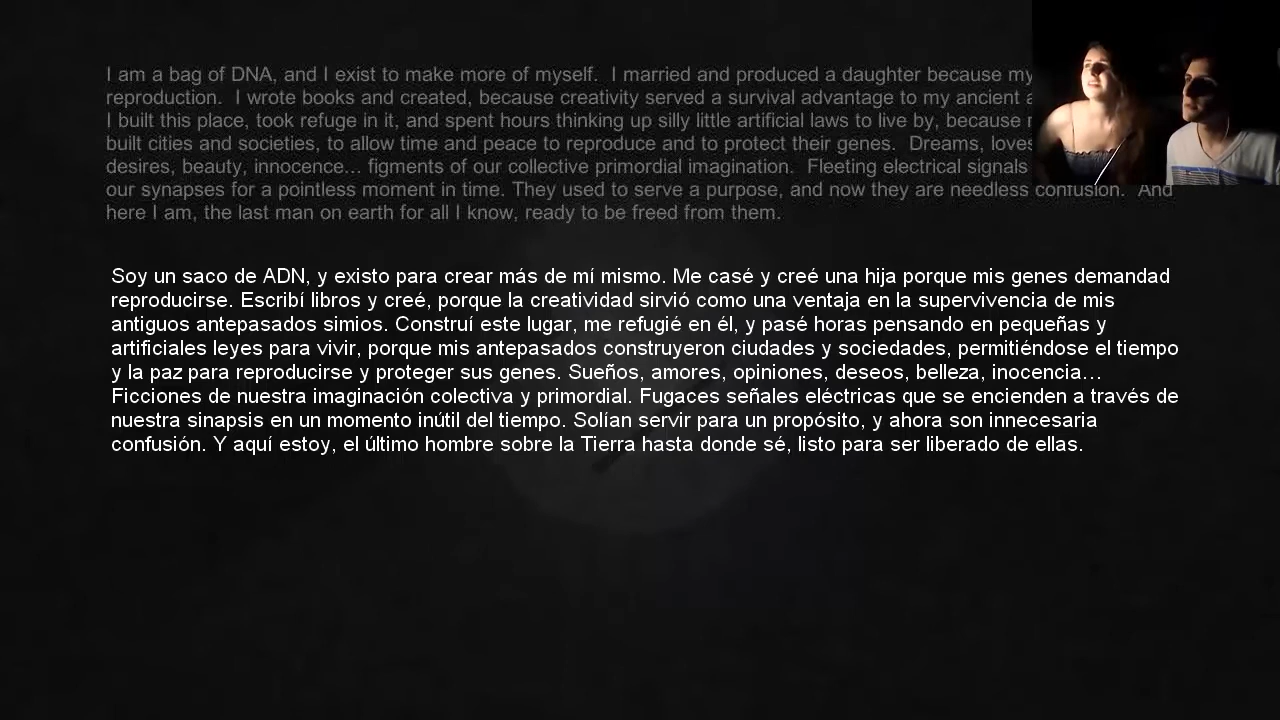 I am a bag of DNA, and I exist to make more of myself.  I married and produced a daughter because my
reproduction.  I wrote books and created, because creativity served a survival advantage to my ancient
I built this place, took refuge in it, and spent hours thinking up silly little artificial laws to live by, because
built cities and societies, to allow time and peace to reproduce and to protect their genes.  Dreams, loves
desires, beauty, innocence... figments of our collective primordial imagination.  Fleeting electrical signals
our synapses for a pointless moment in time. They used to serve a purpose, and now they are needless confusion.  And
here I am, the last man on earth for all I know, ready to be freed from them.
Soy un saco de ADN, y existo para crear más de mí mismo. Me casé y creé una hija porque mis genes demandad
reproducirse. Escribí libros y creé, porque la creatividad sirvió como una ventaja en la supervivencia de mis
antiguos antepasados simios. Construí este lugar, me refugié en él, y pasé horas pensando en pequeñas y
artificiales leyes para vivir, porque mis antepasados construyeron ciudades y sociedades, permitiéndose el tiempo
y la paz para reproducirse y proteger sus genes. Sueños, amores, opiniones, deseos, belleza, inocencia...
Ficciones de nuestra imaginación colectiva y primordial. Fugaces señales eléctricas que se encienden a través de
nuestra sinapsis en un momento inútil del tiempo. Solían servir para un propósito, y ahora son innecesaria
confusión. Y aquí estoy, el último hombre sobre la Tierra hasta donde sé, listo para ser liberado de ellas.